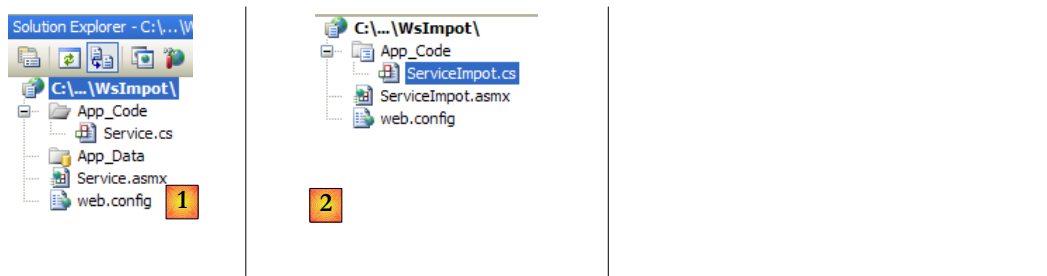 Solution Explorer - C:\...\W
C:\...\WsImpot\
App_Code
Service.cs
App_Data
Service.asmx
web.config
1
C:\...\WsImpot\
App_Code
ServiceImpot.cs
ServiceImpot.asmx
web.config
2